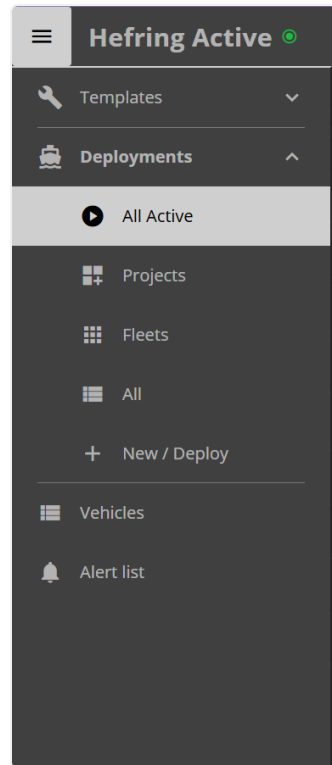 Hefring Active
Templates
Deployments
All Active
Projects
Fleets
All
New / Deploy
Vehicles
Alert list